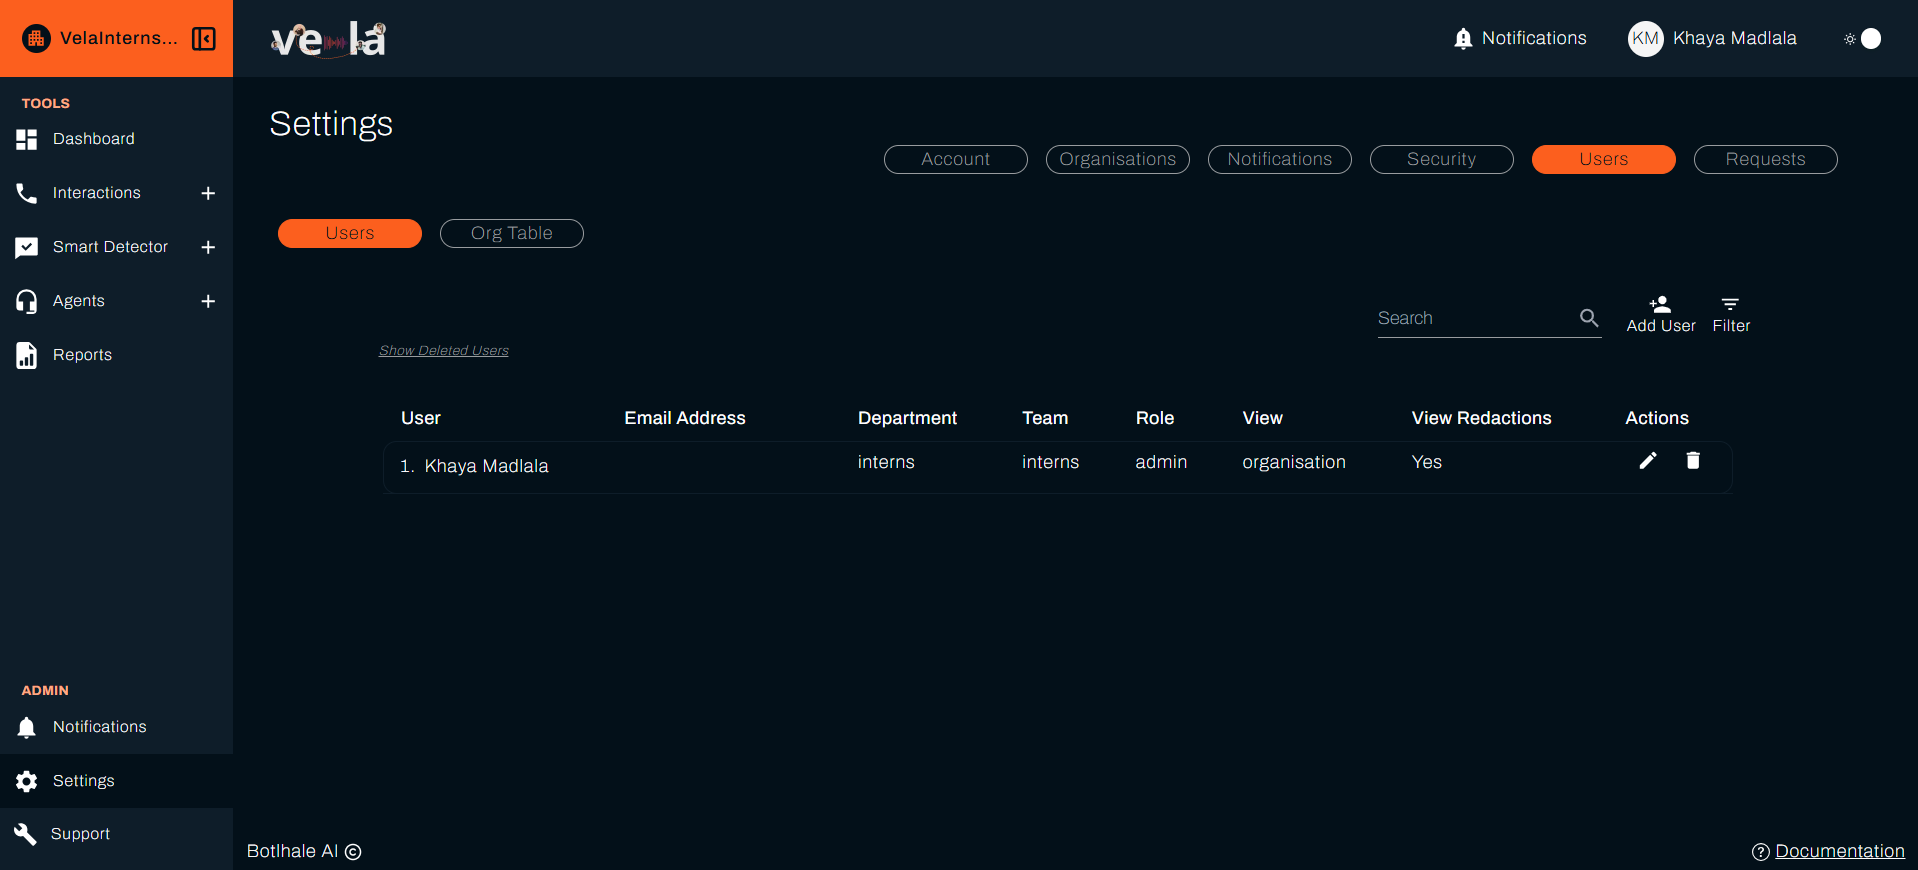 VelaInterns...
vela
Notifications
KM
Khaya Madlala
TOOLS
Dashboard
Interactions
Smart Detector
Agents
Reports
ADMIN
Notifications
Settings
Support
Settings
Account
Organisations
Notifications
Security
Users
Requests
Users
Org Table
Search
Add User
Filter
Show Deleted Users
User Email Address Department Team Role View View Redactions Actions
1. Khaya Madlala interns interns admin organisation Yes
Botlhale AI ©
Documentation